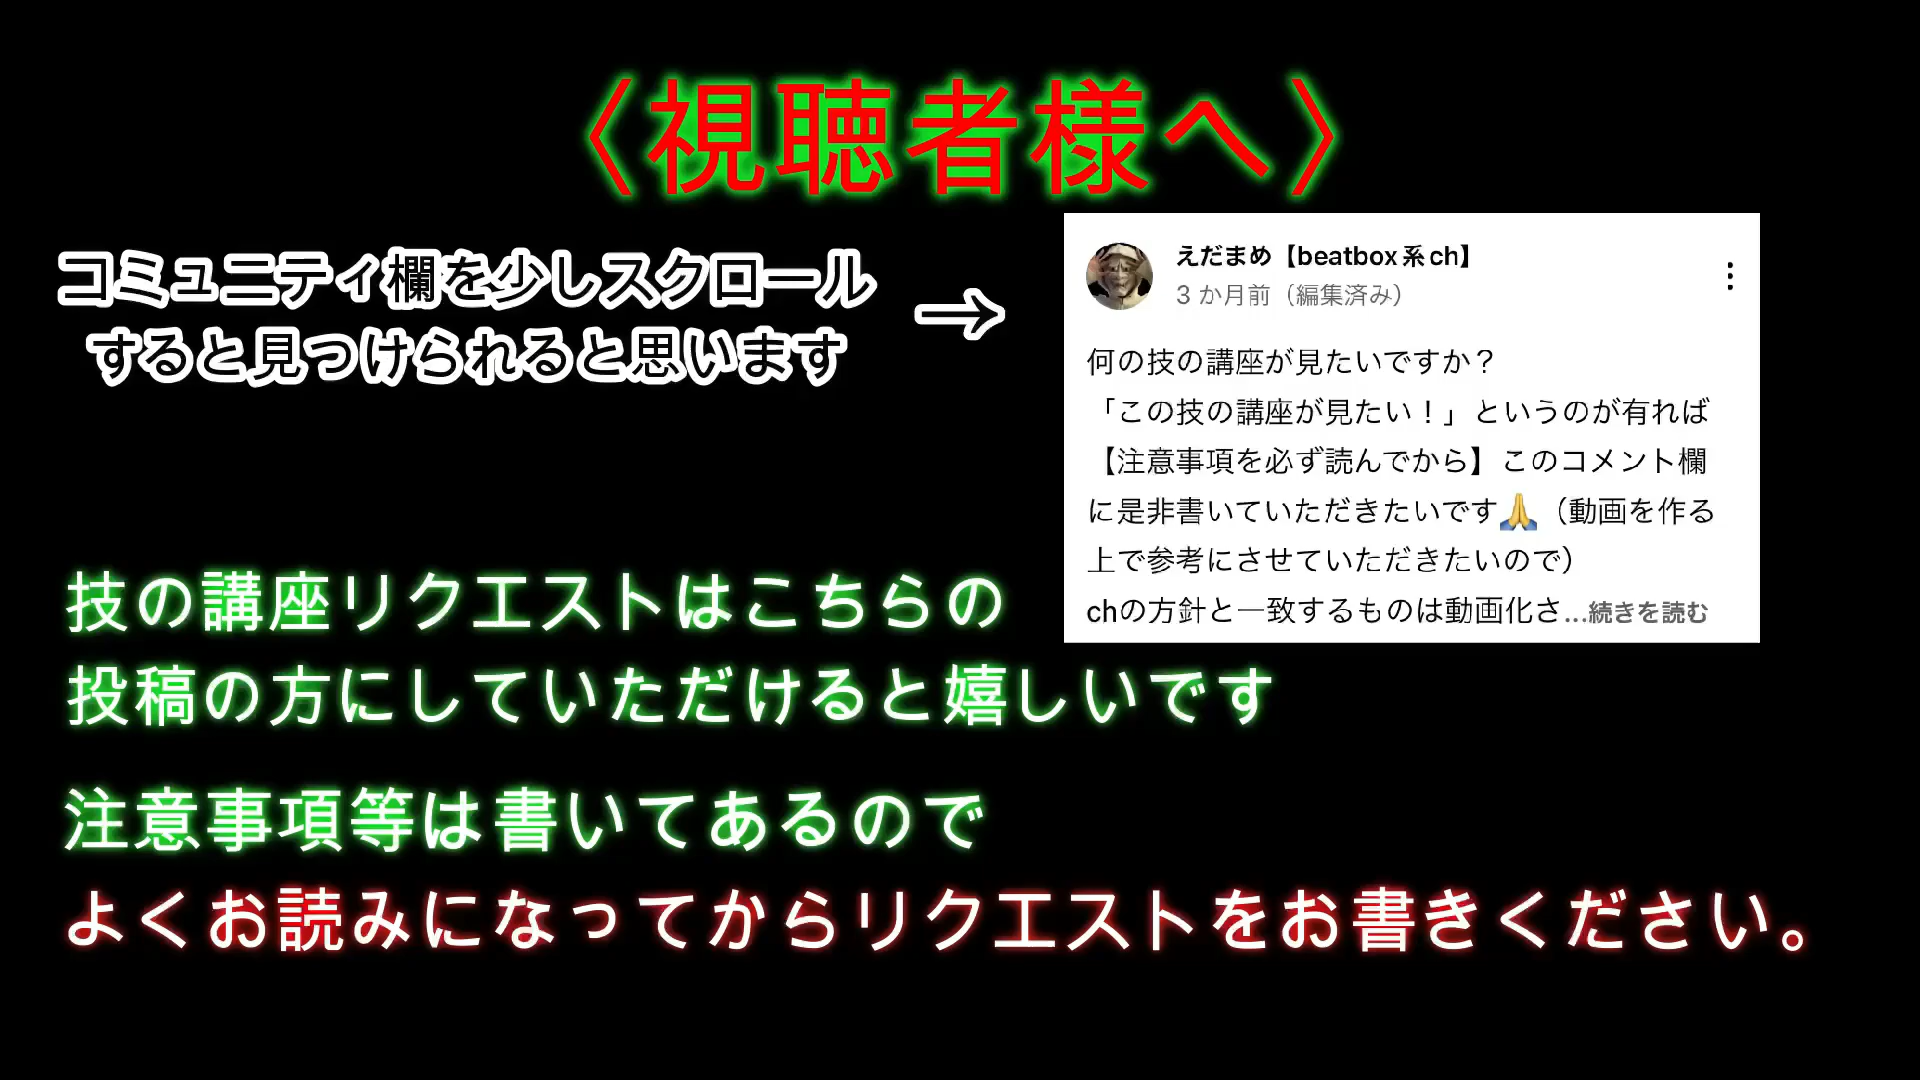 〈視聴者様へ〉
コミュニティ欄を少しスクロール
すると見つけられると思います
→
えだまめ【beatbox系ch】
3 か月前（編集済み）
何の技の講座が見たいですか？
「この技の講座が見たい！」というのが有れば
【注意事項を必ず読んでから】このコメント欄
に是非書いていただきたいです🙏（動画を作る
上で参考にさせていただきたいので）
chの方針と一致するものは動画化さ...続きを読む
技の講座リクエストはこちらの
投稿の方にしていただけると嬉しいです
注意事項等は書いてあるので
よくお読みになってからリクエストをお書きください。